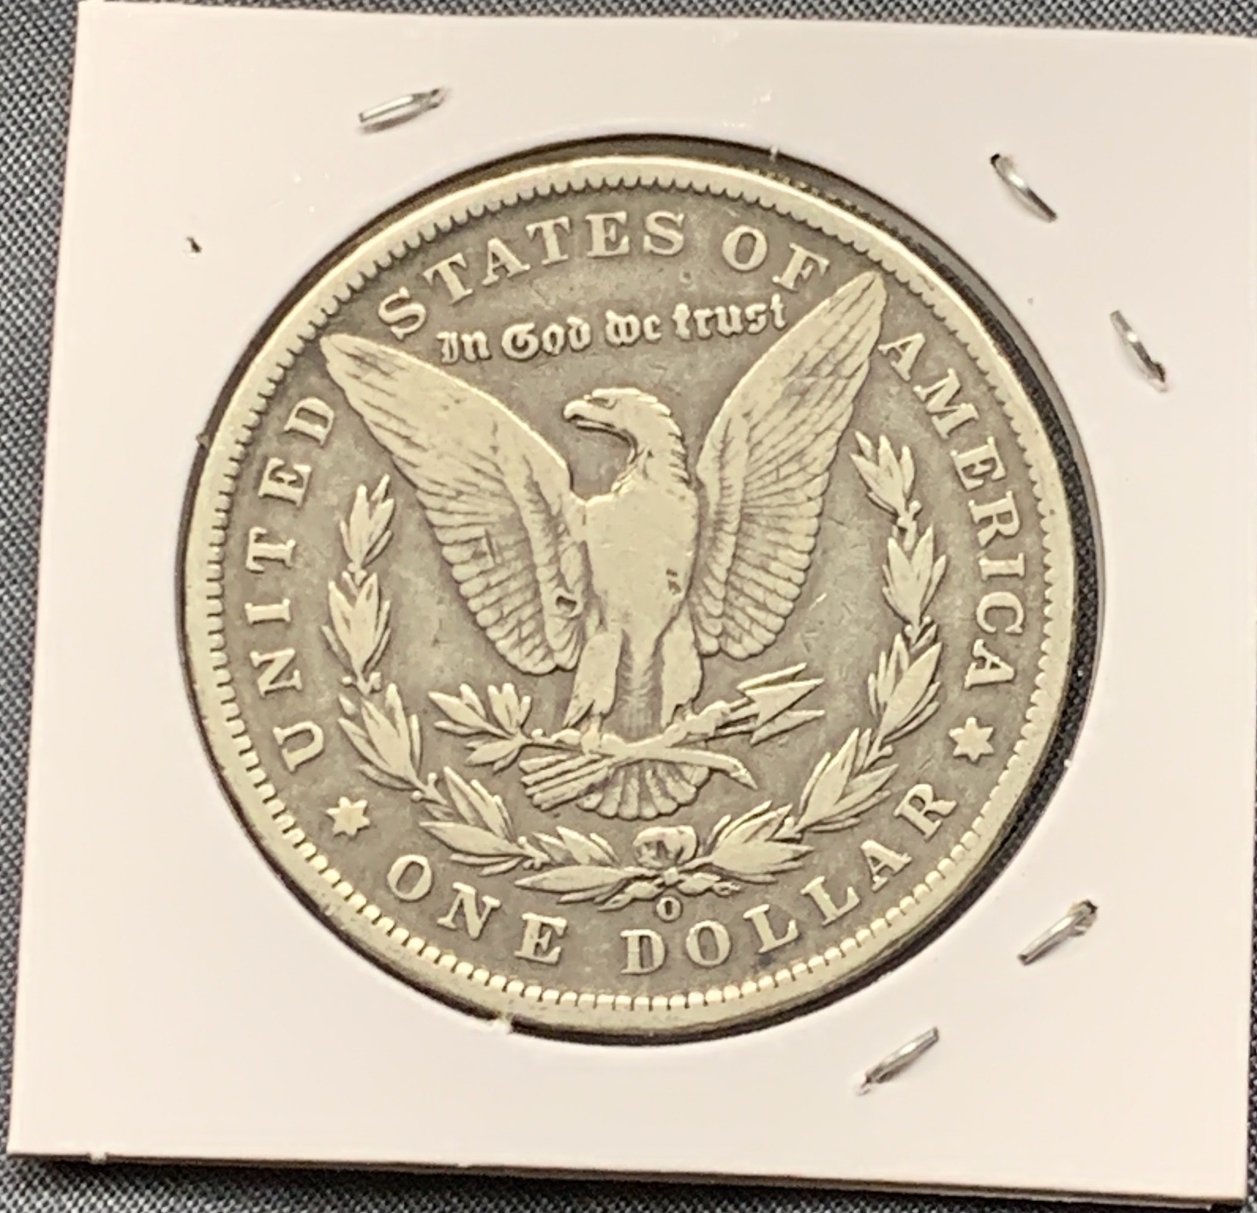 UNITED STATES OF AMERICA
In God we trust
O
ONE DOLLAR